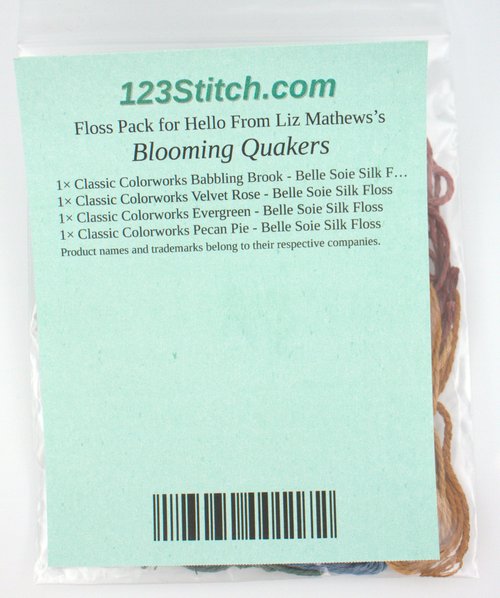 123Stitch.com
Floss Pack for Hello From Liz Mathews's
Blooming Quakers
1× Classic Colorworks Babbling Brook - Belle Soie Silk F…
1× Classic Colorworks Velvet Rose - Belle Soie Silk Floss
1× Classic Colorworks Evergreen - Belle Soie Silk Floss
1× Classic Colorworks Pecan Pie - Belle Soie Silk Floss
Product names and trademarks belong to their respective companies.